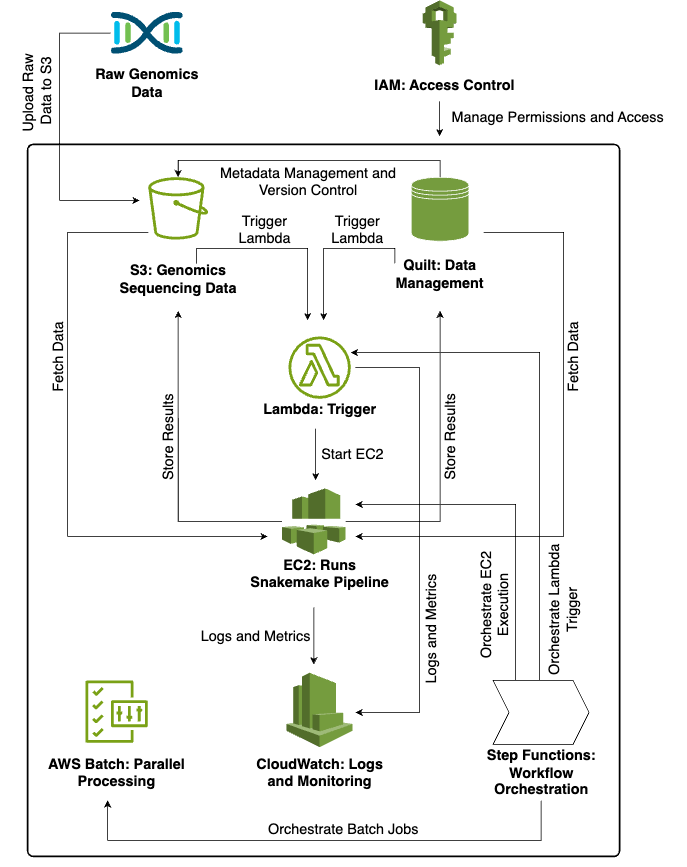 Upload Raw
Data to S3
Raw Genomics
Data
IAM: Access Control
Manage Permissions and Access
Metadata Management and
Version Control
Trigger
Lambda
Trigger
Lambda
S3: Genomics
Sequencing Data
Quilt: Data
Management
Fetch Data
Fetch Data
Lambda: Trigger
Store Results
Store Results
Start EC2
EC2: Runs
Snakemake Pipeline
Logs and Metrics
Logs and Metrics
Orchestrate EC2
Execution
Orchestrate Lambda
Trigger
AWS Batch: Parallel
Processing
CloudWatch: Logs
and Monitoring
Step Functions:
Workflow
Orchestration
Orchestrate Batch Jobs